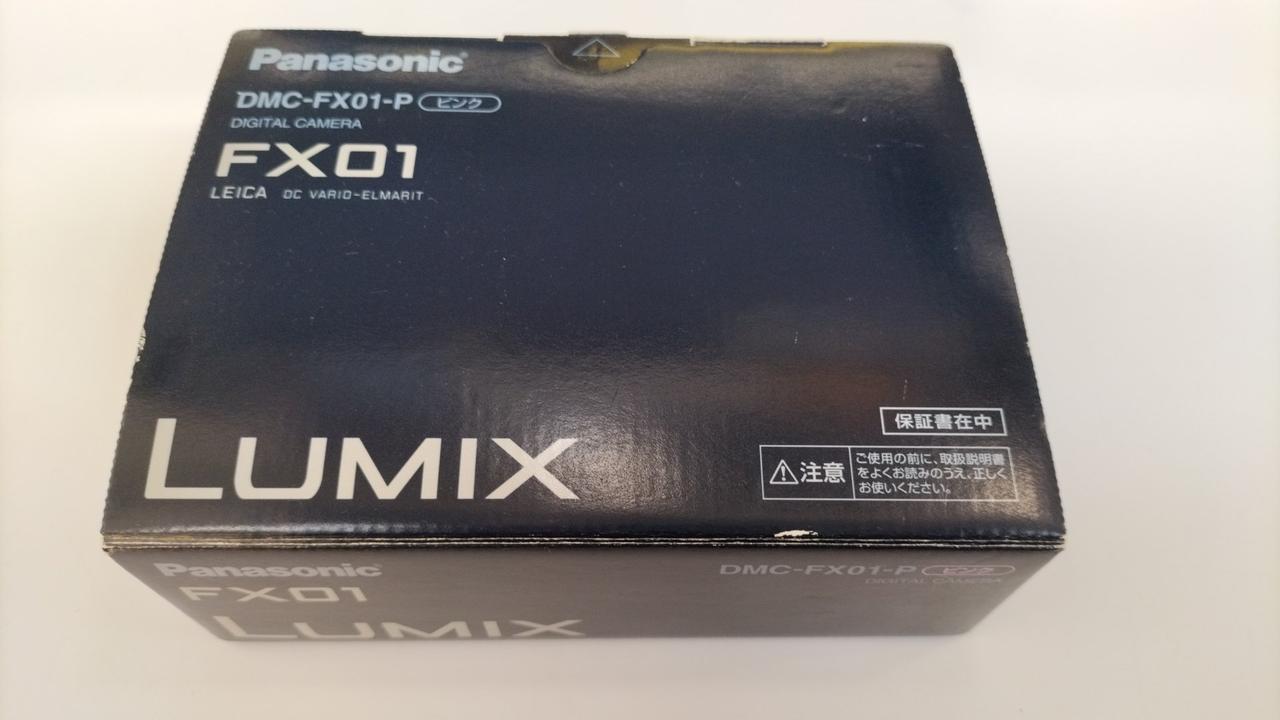 Panasonic
DMC-FX01-P ピンク
DIGITAL CAMERA
FX01
LEICA DC VARIO-ELMARIT
LUMIX
保証書在中
注意
ご使用の前に、取扱説明書
をよくお読みのうえ、正しく
お使いください。
Panasonic
DMC-FX01-P ピンク
DIGITAL CAMERA
FX01
LUMIX